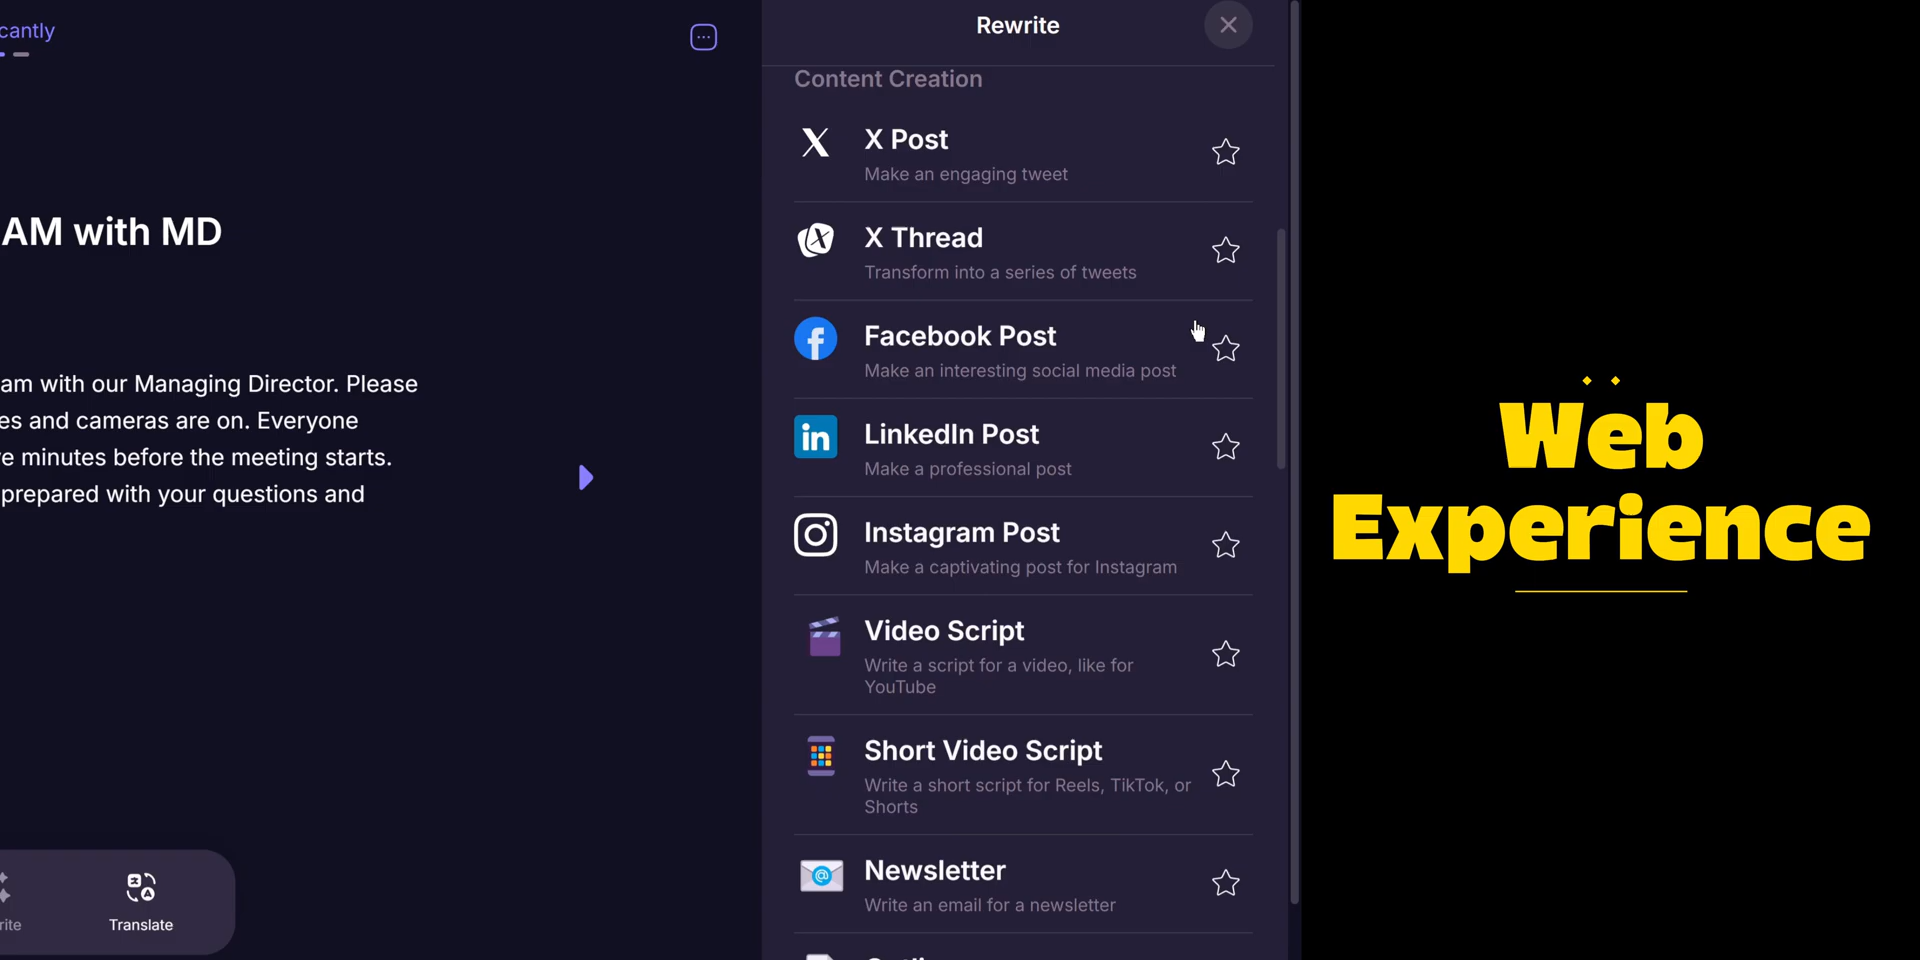 cantly
AM with MD
am with our Managing Director. Please
es and cameras are on. Everyone
e minutes before the meeting starts.
prepared with your questions and
rite
Translate
Rewrite
Content Creation
X Post
Make an engaging tweet
X Thread
Transform into a series of tweets
Facebook Post
Make an interesting social media post
LinkedIn Post
Make a professional post
Instagram Post
Make a captivating post for Instagram
Video Script
Write a script for a video, like for
YouTube
Short Video Script
Write a short script for Reels, TikTok, or
Shorts
Newsletter
Write an email for a newsletter
Web
Experience